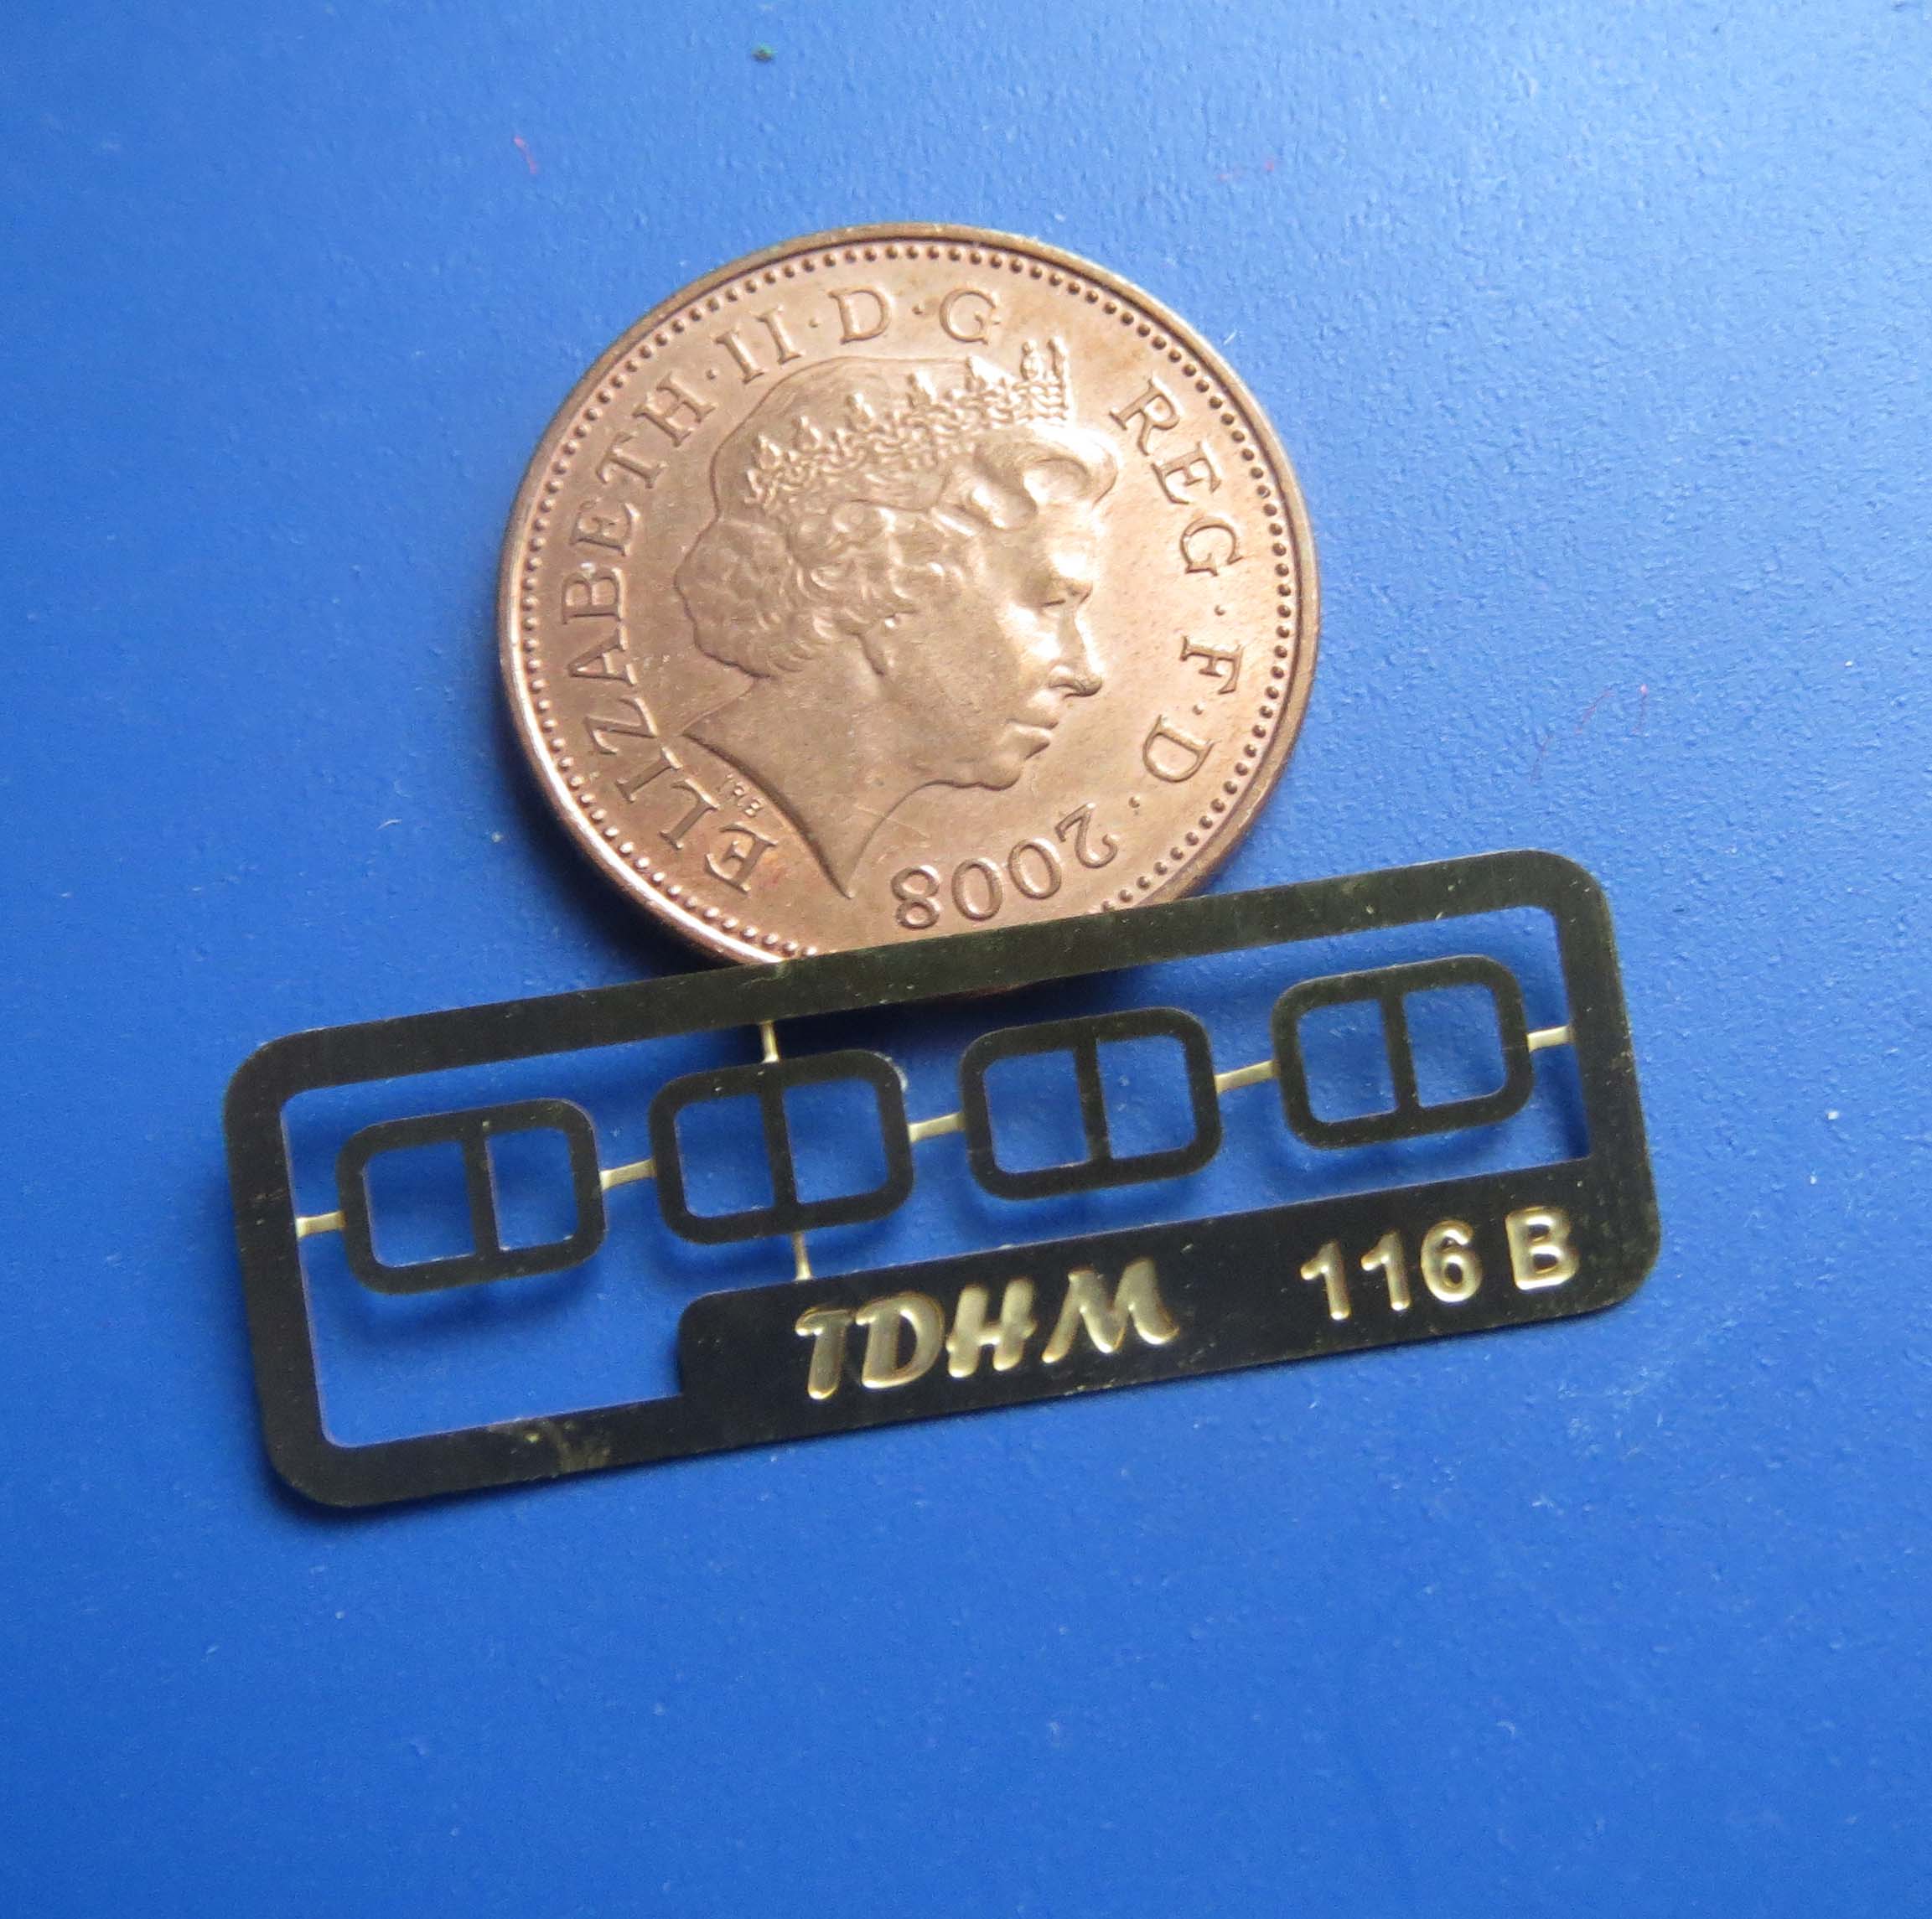 ELIZABETH·II·D·G REG·F·D·2008
IRB
TDHM 116 B